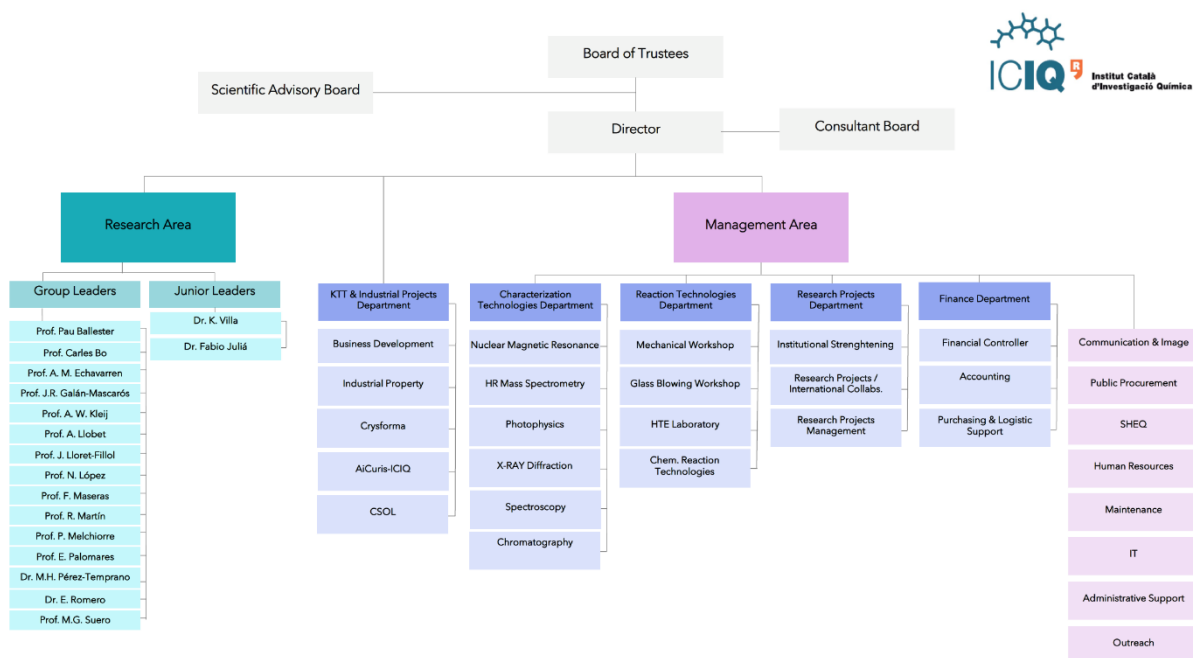 Board of Trustees
ICIQ
R
Institut Català
d'Investigació Química
Scientific Advisory Board
Director
Consultant Board
Research Area
Management Area
Group Leaders
Prof. Pau Ballester
Prof. Carles Bo
Prof. A. M. Echavarren
Prof. J.R. Galán-Mascarós
Prof. A. W. Kleij
Prof. A. Llobet
Prof. J. Lloret-Fillol
Prof. N. López
Prof. F. Maseras
Prof. R. Martín
Prof. P. Melchiorre
Prof. E. Palomares
Dr. M.H. Pérez-Temprano
Dr. E. Romero
Prof. M.G. Suero
Junior Leaders
Dr. K. Villa
Dr. Fabio Juliá
KTT & Industrial Projects
Department
Business Development
Industrial Property
Crysforma
AiCuris-ICIQ
CSOL
Characterization
Technologies Department
Nuclear Magnetic Resonance
HR Mass Spectrometry
Photophysics
X-RAY Diffraction
Spectroscopy
Chromatography
Reaction Technologies
Department
Mechanical Workshop
Glass Blowing Workshop
HTE Laboratory
Chem. Reaction
Technologies
Research Projects
Department
Institutional Strenghtening
Research Projects /
International Collabs.
Research Projects
Management
Finance Department
Financial Controller
Accounting
Purchasing & Logistic
Support
Communication & Image
Public Procurement
SHEQ
Human Resources
Maintenance
IT
Administrative Support
Outreach